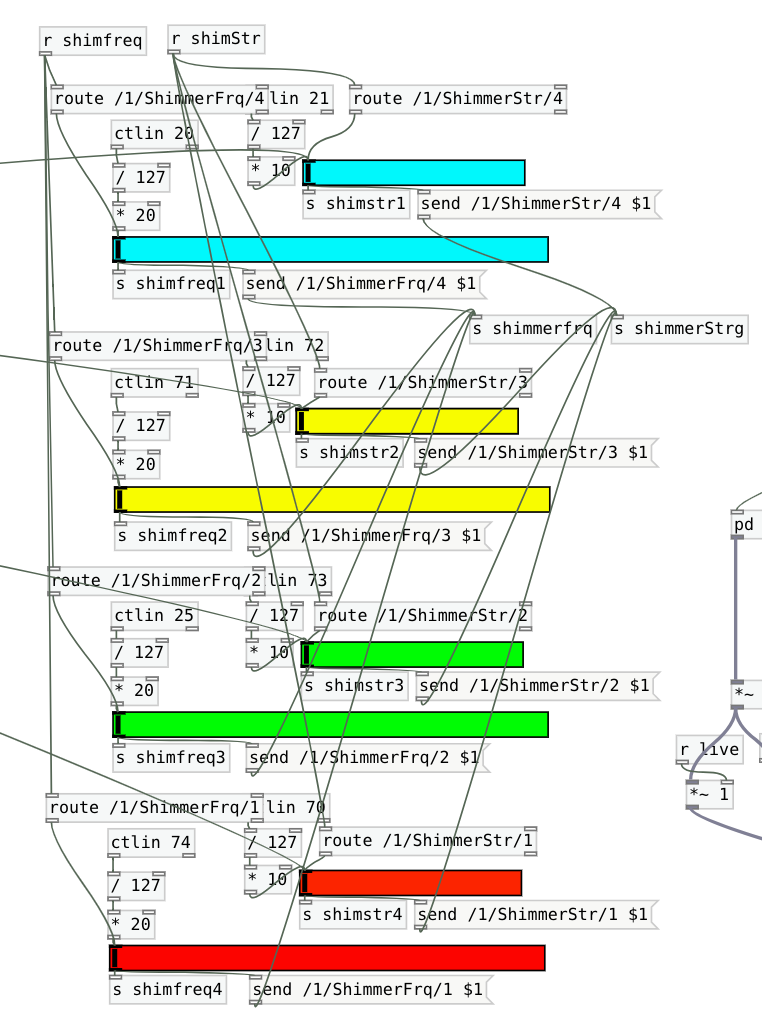 r shimfreq
r shimStr
route /1/ShimmerFrq/4
lin 21
route /1/ShimmerStr/4
ctlin 20
/ 127
/ 127
* 10
* 20
s shimstr1
send /1/ShimmerStr/4 $1
s shimfreq1
send /1/ShimmerFrq/4 $1
s shimmerfrq
s shimmerStrg
route /1/ShimmerFrq/3
lin 72
ctlin 71
/ 127
route /1/ShimmerStr/3
/ 127
* 10
* 20
s shimstr2
send /1/ShimmerStr/3 $1
s shimfreq2
send /1/ShimmerFrq/3 $1
pd
route /1/ShimmerFrq/2
lin 73
ctlin 25
/ 127
route /1/ShimmerStr/2
/ 127
* 10
* 20
s shimstr3
send /1/ShimmerStr/2 $1
*~
s shimfreq3
send /1/ShimmerFrq/2 $1
r live
*~ 1
route /1/ShimmerFrq/1
lin 70
ctlin 74
/ 127
route /1/ShimmerStr/1
/ 127
* 10
* 20
s shimstr4
send /1/ShimmerStr/1 $1
s shimfreq4
send /1/ShimmerFrq/1 $1